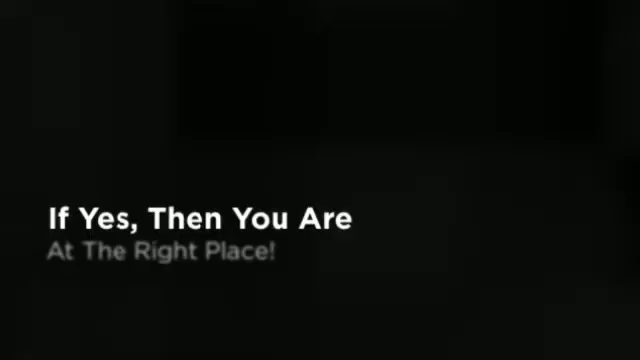 If Yes, Then You Are
At The Right Place!